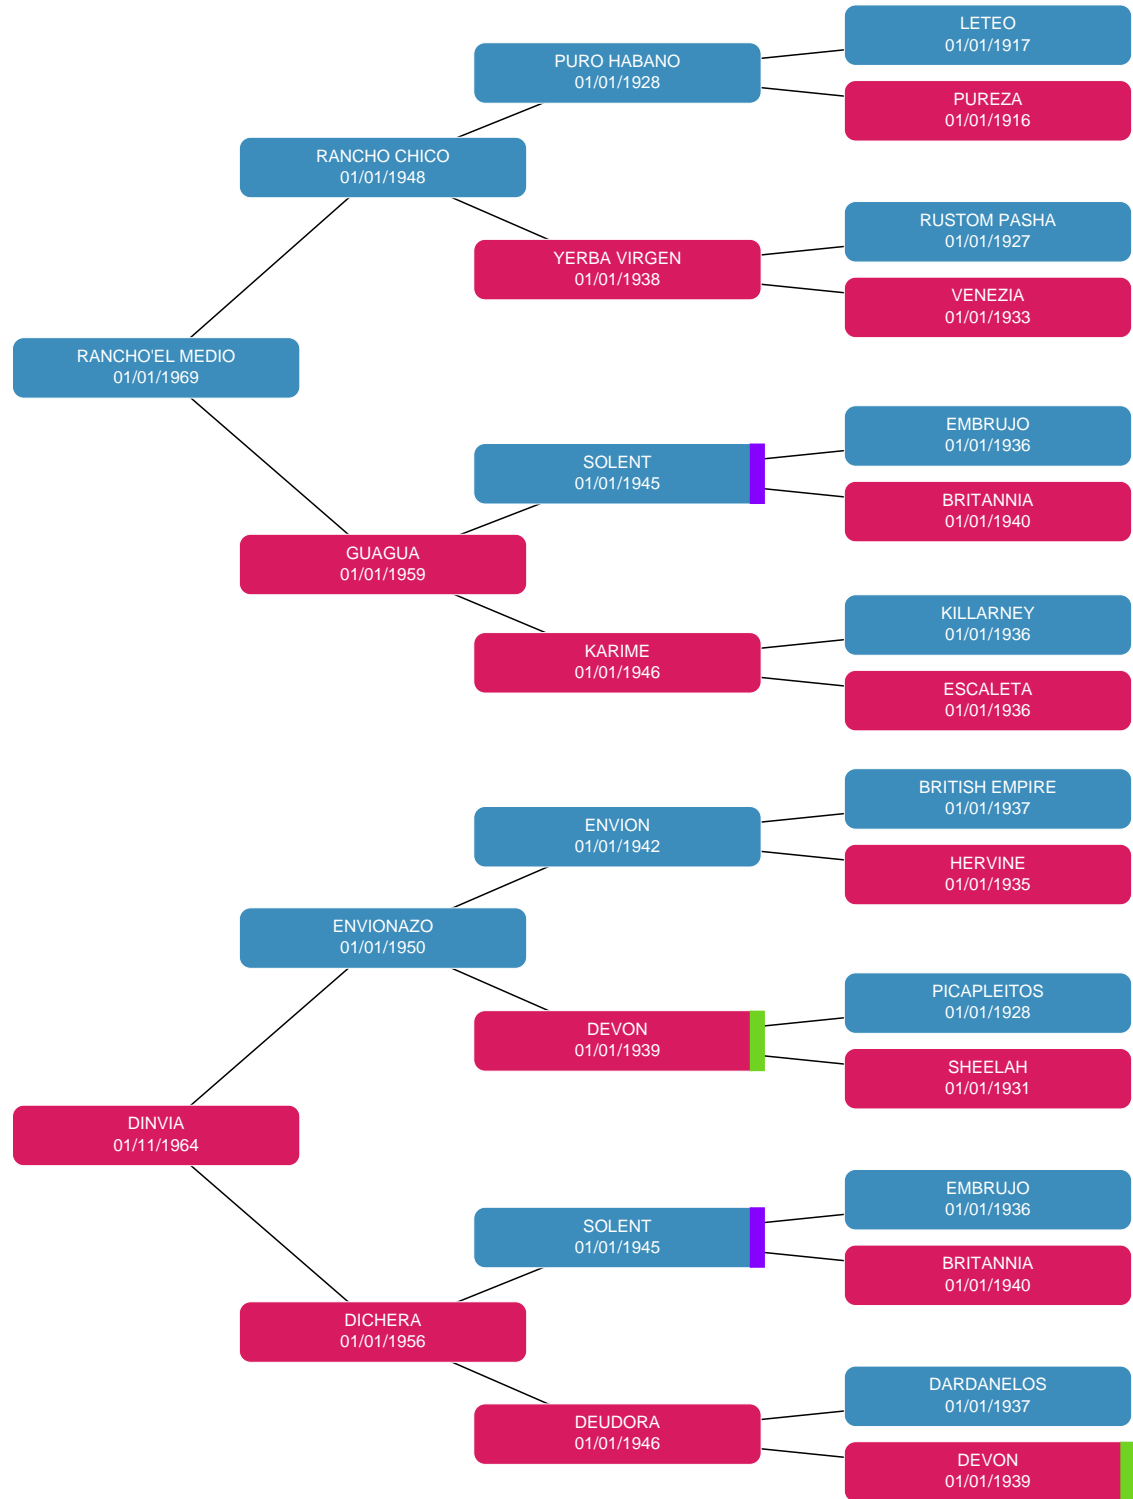 LETEO
01/01/1917
PURO HABANO
01/01/1928
PUREZA
01/01/1916
RANCHO CHICO
01/01/1948
RUSTOM PASHA
01/01/1927
YERBA VIRGEN
01/01/1938
VENEZIA
01/01/1933
RANCHO'EL MEDIO
01/01/1969
EMBRUJO
01/01/1936
SOLENT
01/01/1945
BRITANNIA
01/01/1940
GUAGUA
01/01/1959
KILLARNEY
01/01/1936
KARIME
01/01/1946
ESCALETA
01/01/1936
BRITISH EMPIRE
01/01/1937
ENVION
01/01/1942
HERVINE
01/01/1935
ENVIONAZO
01/01/1950
PICAPLEITOS
01/01/1928
DEVON
01/01/1939
SHEELAH
01/01/1931
DINVIA
01/11/1964
EMBRUJO
01/01/1936
SOLENT
01/01/1945
BRITANNIA
01/01/1940
DICHERA
01/01/1956
DARDANELOS
01/01/1937
DEUDORA
01/01/1946
DEVON
01/01/1939